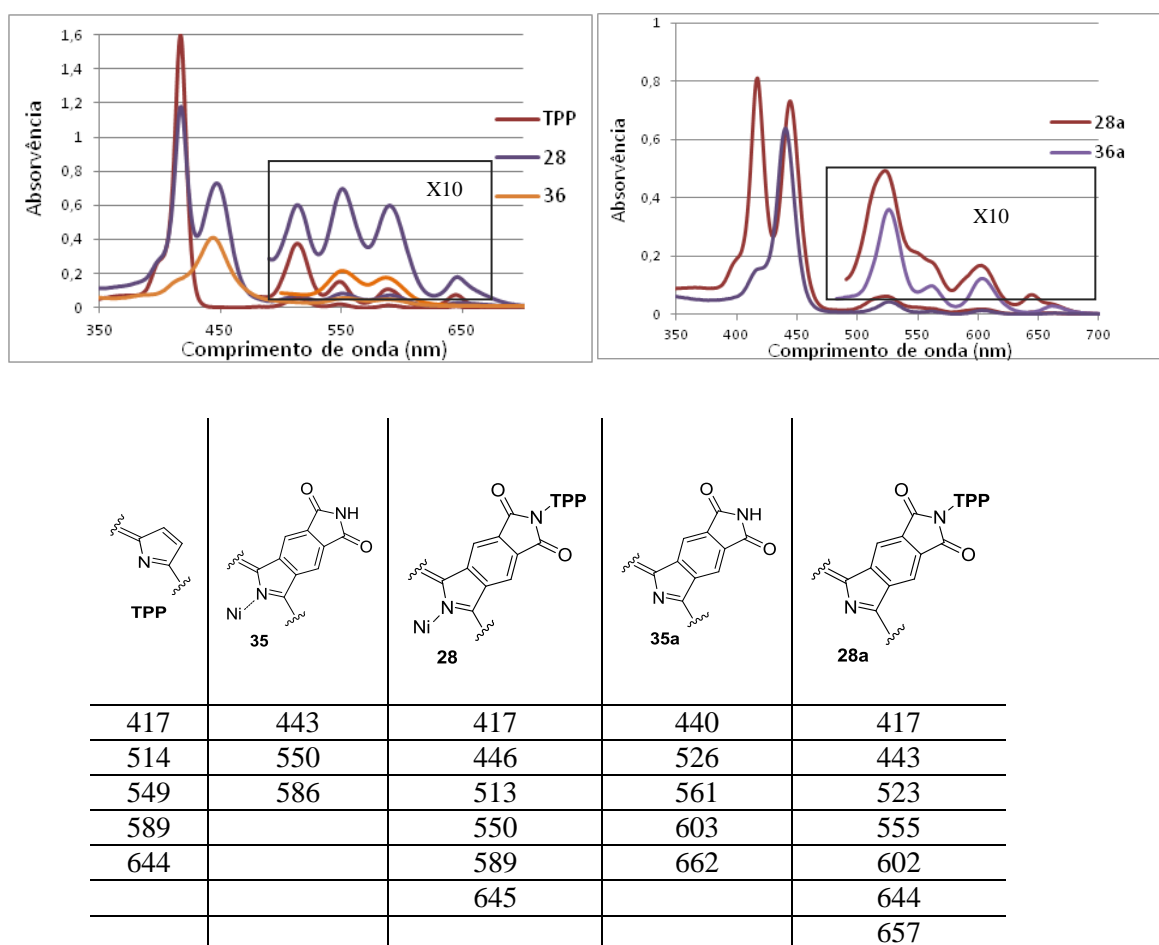 1,6
1,4
1,2
1
0,8
0,6
0,4
0,2
0
Absorvência
350
450
550
650
Comprimento de onda (nm)
TPP
28
36
X10
1
0,8
0,6
0,4
0,2
0
Absorvência
350
400
450
500
550
600
650
700
Comprimento de onda (nm)
28a
36a
X10
N
TPP
O
NH
O
N
Ni
35
O
N
TPP
O
N
Ni
28
O
NH
O
N
35a
O
N
TPP
O
N
28a
417 443 417 440 417
514 550 446 526 443
549 586 513 561 523
589 550 603 555
644 589 662 602
645 644
657